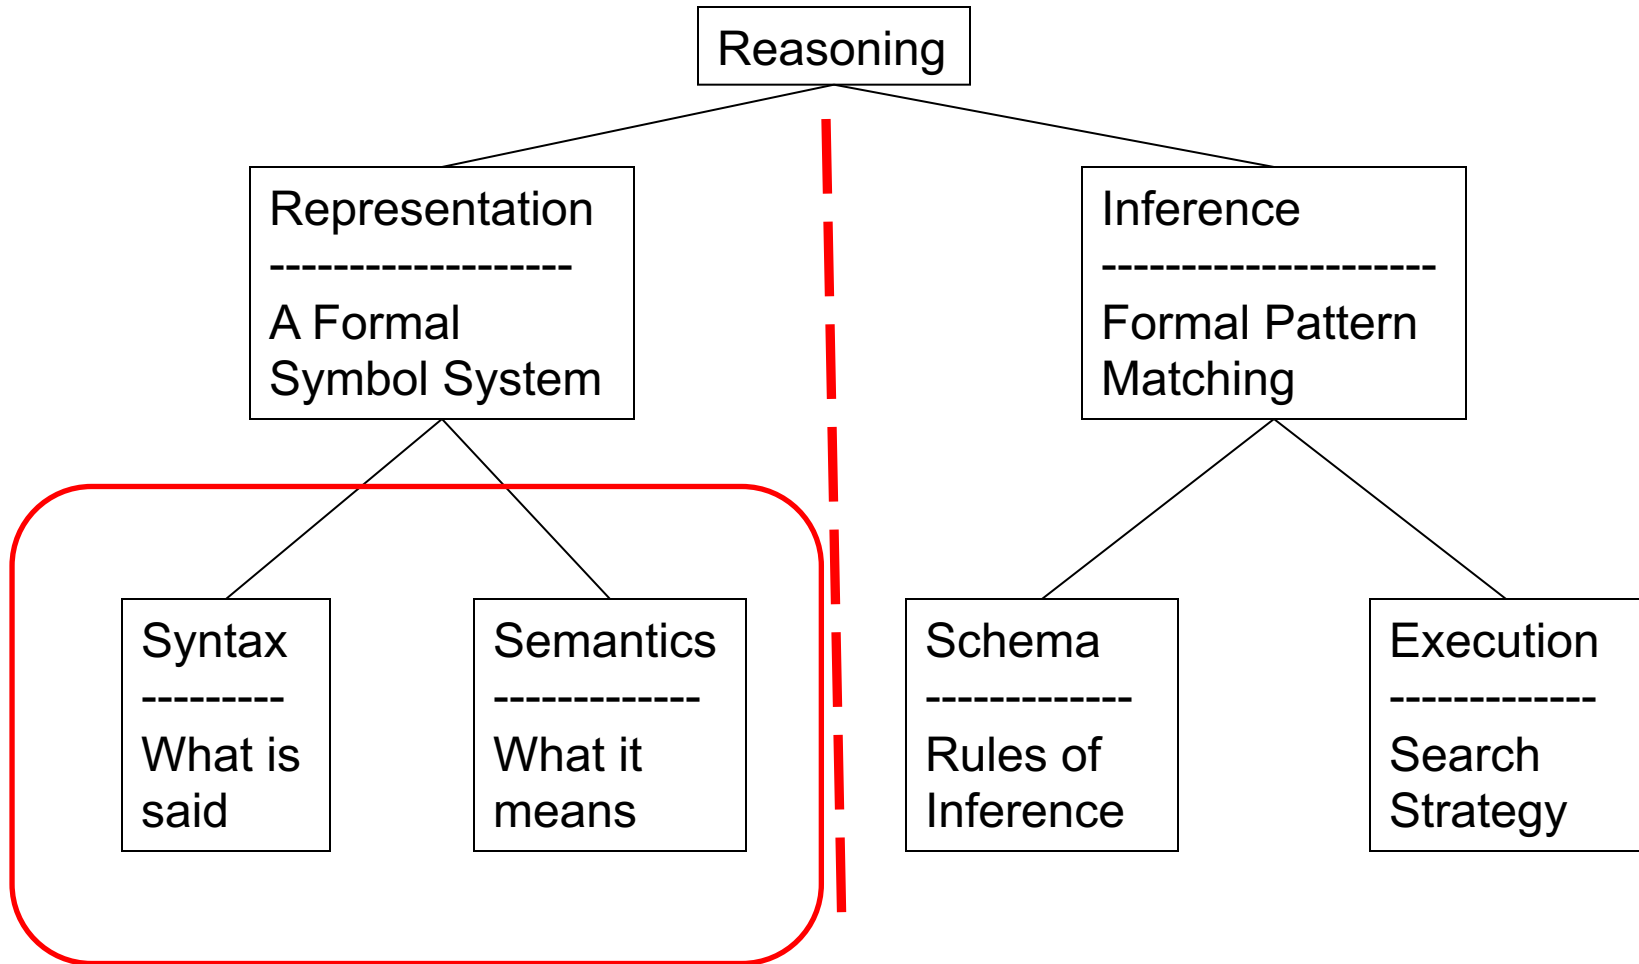 Reasoning
Representation
-------------------
A Formal
Symbol System
Inference
---------------------
Formal Pattern
Matching
Syntax
---------
What is
said
Semantics
-------------
What it
means
Schema
-------------
Rules of
Inference
Execution
-------------
Search
Strategy